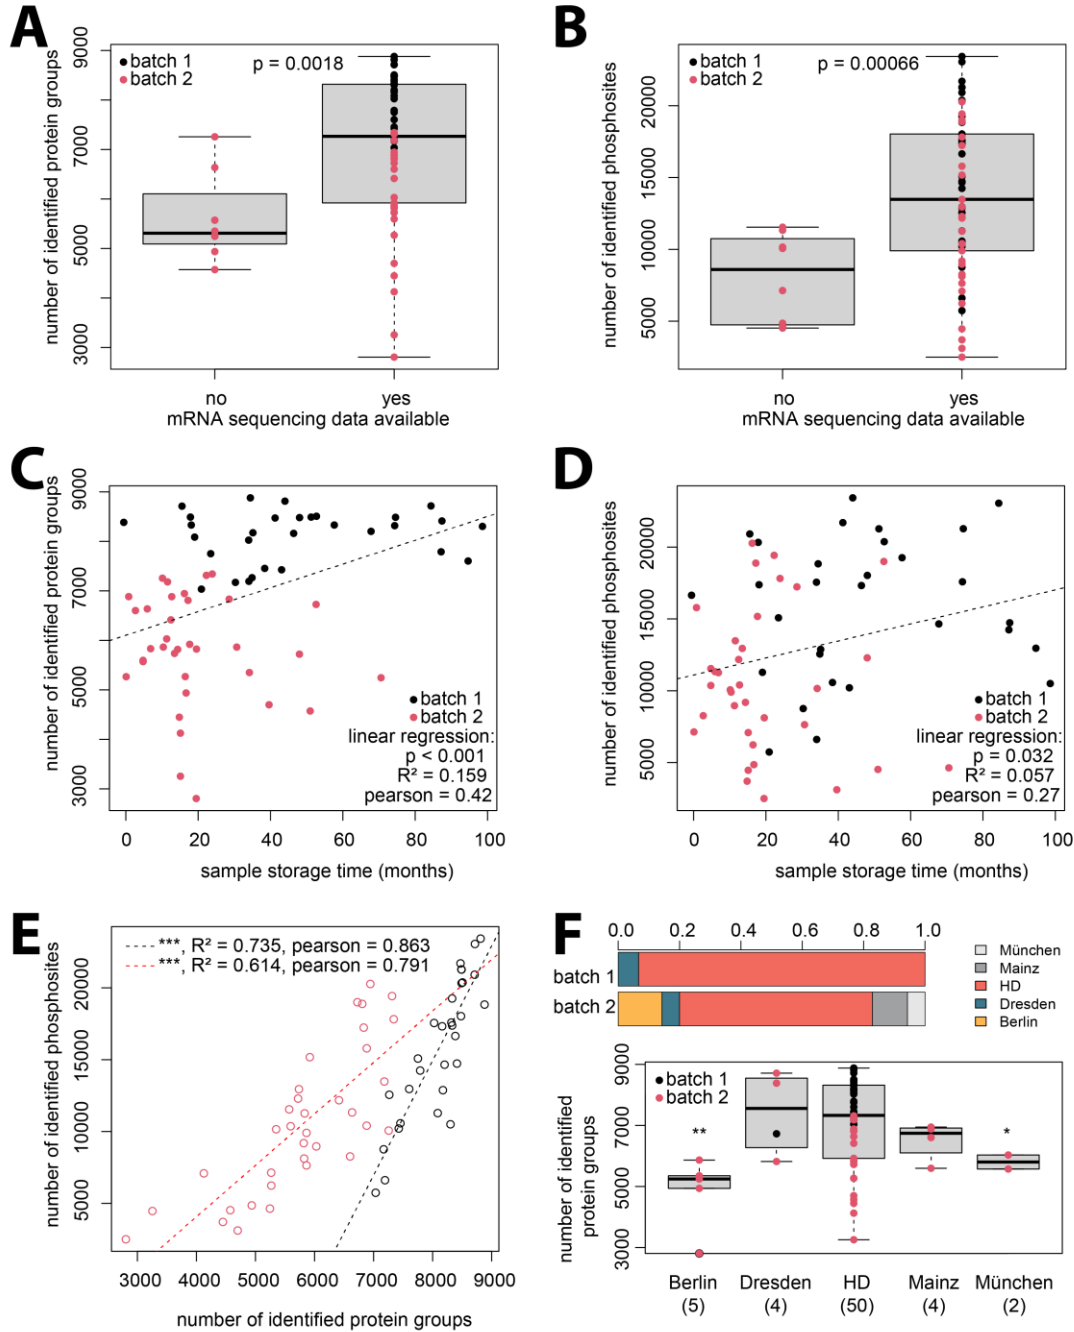 A
number of identified protein groups
9000
7000
5000
3000
batch 1
batch 2
p = 0.0018
no
yes
mRNA sequencing data available
B
number of identified phosphosites
20000
15000
10000
5000
batch 1
batch 2
p = 0.00066
no
yes
mRNA sequencing data available
C
number of identified protein groups
9000
7000
5000
3000
batch 1
batch 2
linear regression:
p < 0.001
R² = 0.159
pearson = 0.42
0 20 40 60 80 100
sample storage time (months)
D
number of identified phosphosites
20000
15000
10000
5000
batch 1
batch 2
linear regression:
p = 0.032
R² = 0.057
pearson = 0.27
0 20 40 60 80 100
sample storage time (months)
E
number of identified phosphosites
20000
15000
10000
5000
***, R² = 0.735, pearson = 0.863
***, R² = 0.614, pearson = 0.791
3000 4000 5000 6000 7000 8000 9000
number of identified protein groups
F
0.0 0.2 0.4 0.6 0.8 1.0
batch 1
batch 2
München
Mainz
HD
Dresden
Berlin
number of identified
protein groups
9000
7000
5000
3000
batch 1
batch 2
**
*
Berlin Dresden HD Mainz München
(5) (4) (50) (4) (2)